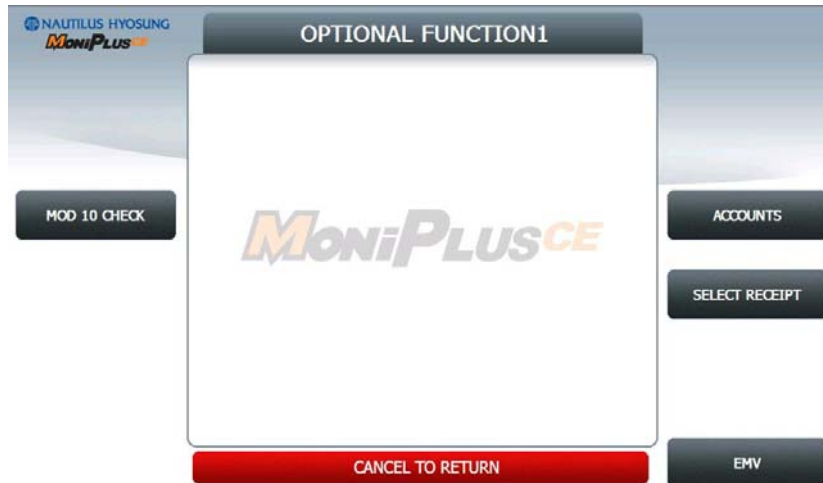 NAUTILUS HYOSUNG
MONiPLUSCE
OPTIONAL FUNCTION1
MOD 10 CHECK
MONiPLUSCE
ACCOUNTS
SELECT RECEIPT
CANCEL TO RETURN
EMV